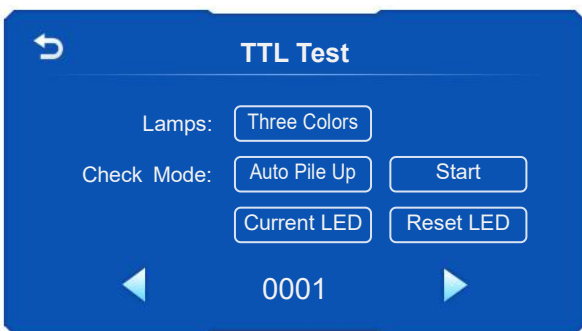 TTL Test
Lamps: Three Colors
Check Mode: Auto Pile Up Start
Current LED Reset LED
0001